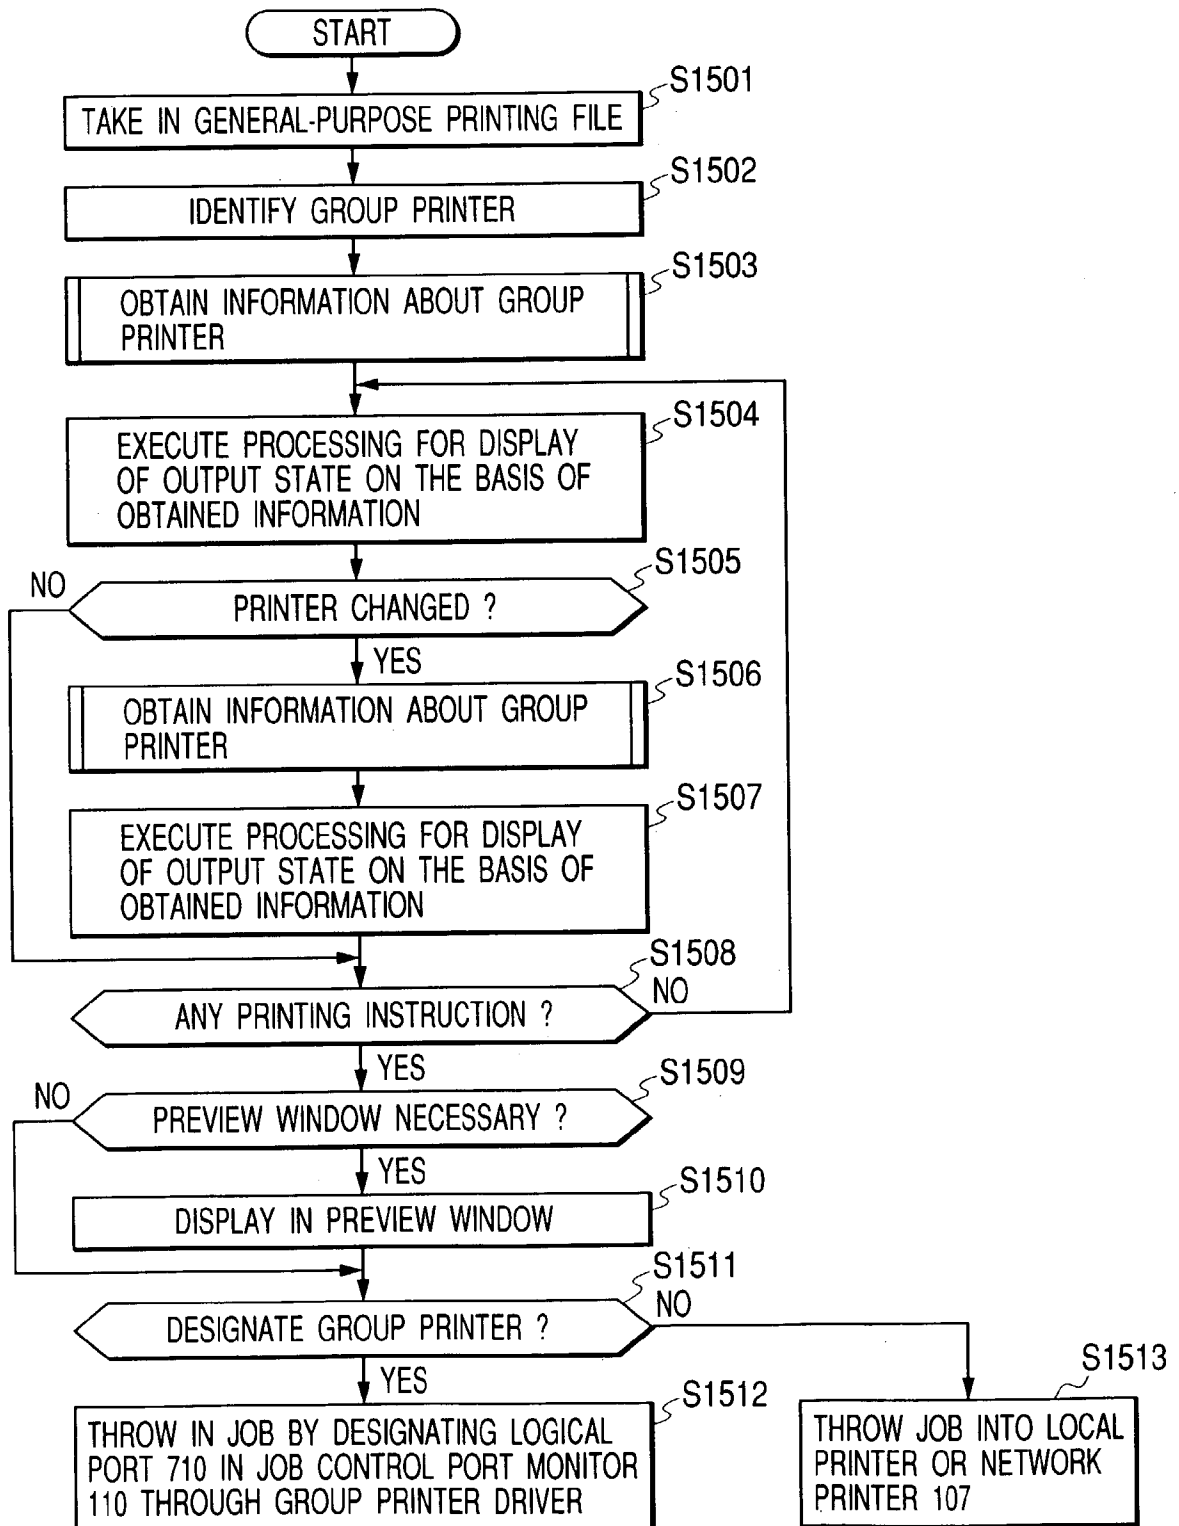 START
S1501
TAKE IN GENERAL-PURPOSE PRINTING FILE
S1502
IDENTIFY GROUP PRINTER
S1503
OBTAIN INFORMATION ABOUT GROUP
PRINTER
S1504
EXECUTE PROCESSING FOR DISPLAY
OF OUTPUT STATE ON THE BASIS OF
OBTAINED INFORMATION
S1505
NO
PRINTER CHANGED ?
YES
S1506
OBTAIN INFORMATION ABOUT GROUP
PRINTER
S1507
EXECUTE PROCESSING FOR DISPLAY
OF OUTPUT STATE ON THE BASIS OF
OBTAINED INFORMATION
S1508
NO
ANY PRINTING INSTRUCTION ?
YES
S1509
NO
PREVIEW WINDOW NECESSARY ?
YES
S1510
DISPLAY IN PREVIEW WINDOW
S1511
NO
DESIGNATE GROUP PRINTER ?
YES
S1512
THROW IN JOB BY DESIGNATING LOGICAL
PORT 710 IN JOB CONTROL PORT MONITOR
110 THROUGH GROUP PRINTER DRIVER
S1513
THROW JOB INTO LOCAL
PRINTER OR NETWORK
PRINTER 107